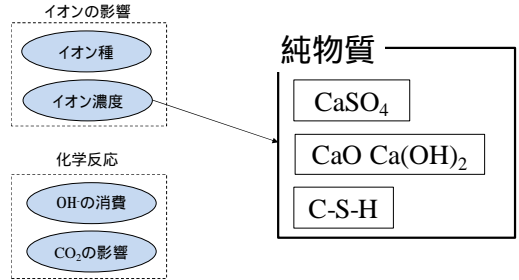 イオンの影響
イオン種
イオン濃度
化学反応
OH⁻の消費
CO₂の影響
純物質
CaSO₄
CaO Ca(OH)₂
C-S-H